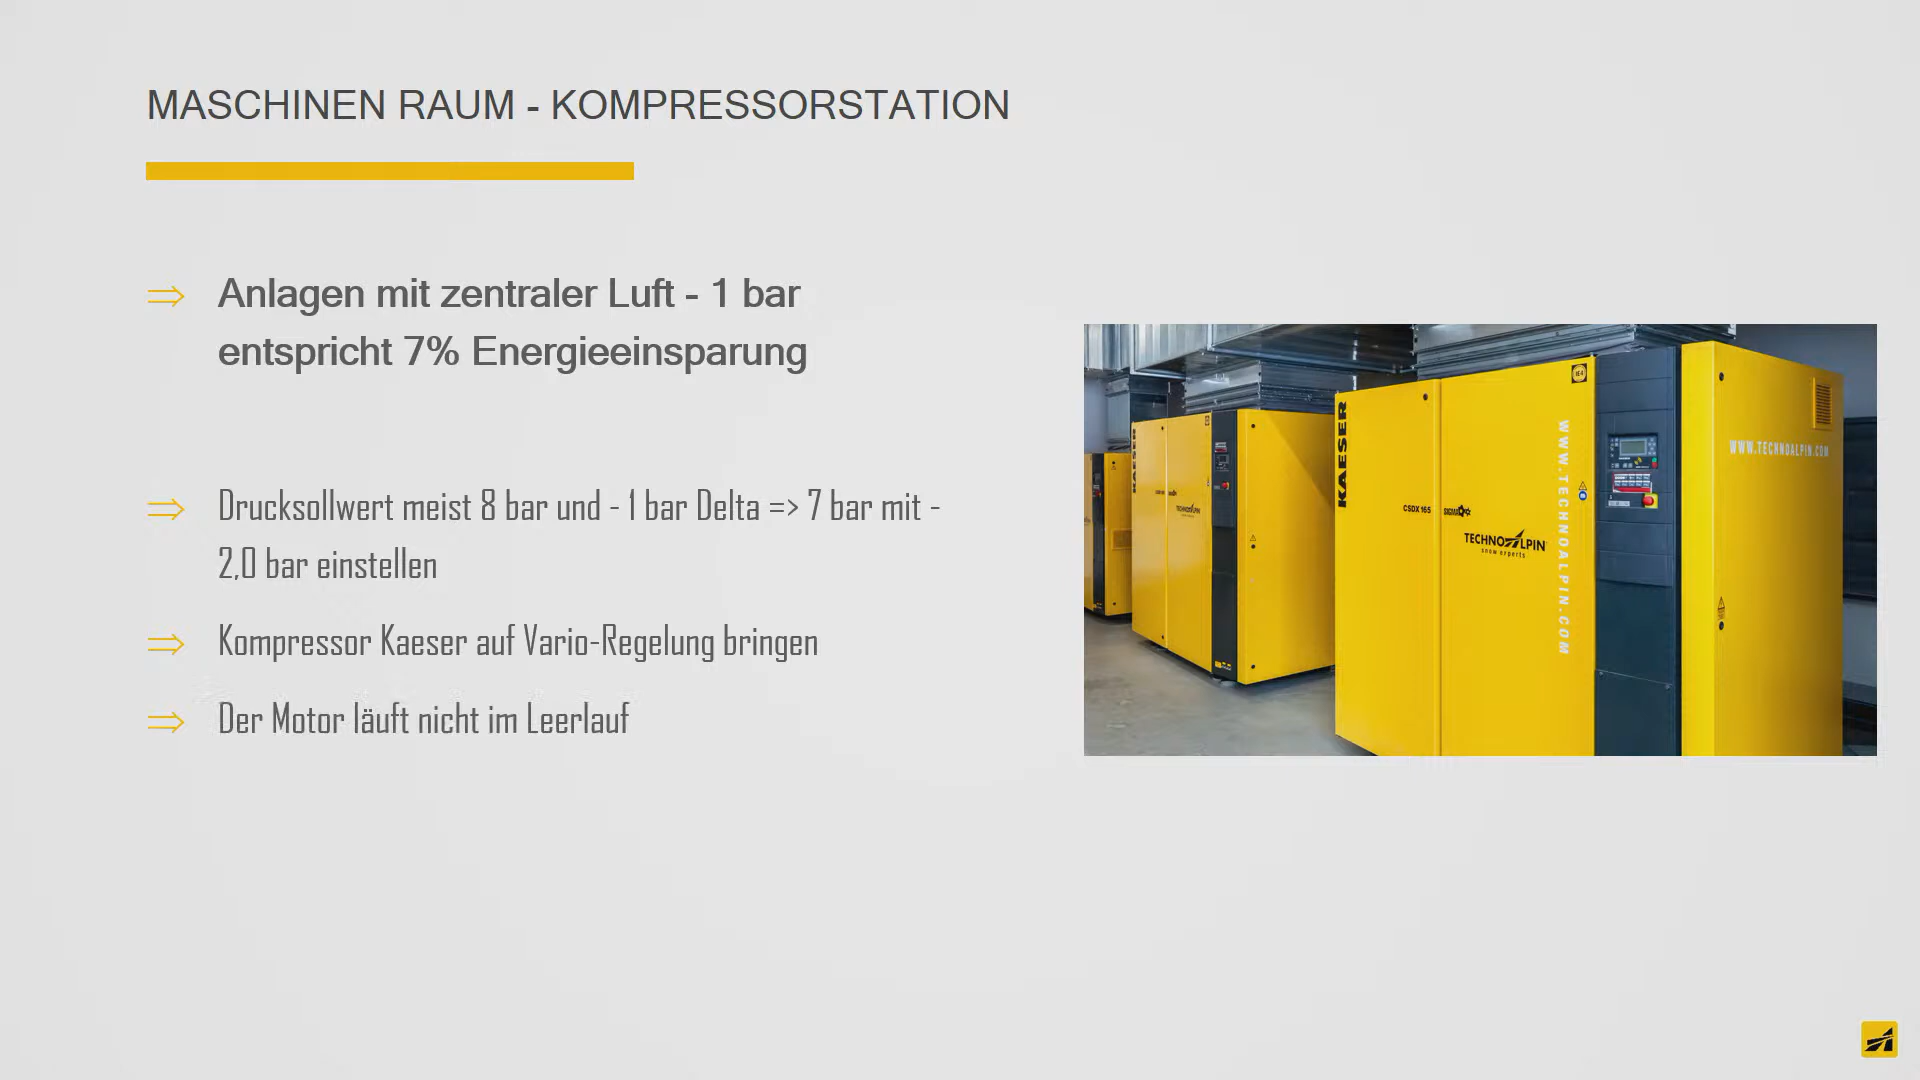 MASCHINEN RAUM - KOMPRESSORSTATION
⇒ Anlagen mit zentraler Luft - 1 bar
entspricht 7% Energieeinsparung
⇒ Drucksollwert meist 8 bar und - 1 bar Delta => 7 bar mit -
2,0 bar einstellen
⇒ Kompressor Kaeser auf Vario-Regelung bringen
⇒ Der Motor läuft nicht im Leerlauf
KAESER
KAESER
CSDX 165
SIGMA
TECHNOALPIN
snow experts
WWW.TECHNOALPIN.COM
WWW.TECHNOALPIN.COM
TECHNOALPIN